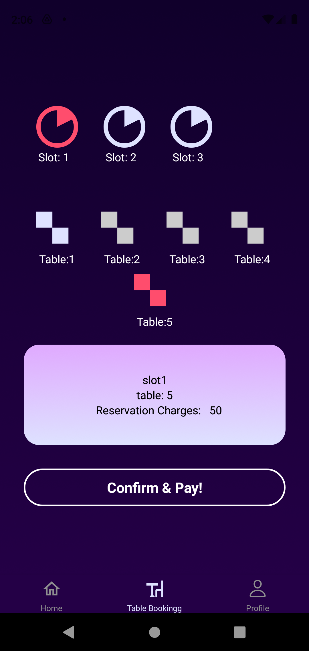 Slot: 1 Slot: 2 Slot: 3
Table:1 Table:2 Table:3 Table:4
Table:5
slot1
table: 5
Reservation Charges: 50
Confirm & Pay!
Home Table Bookingg Profile